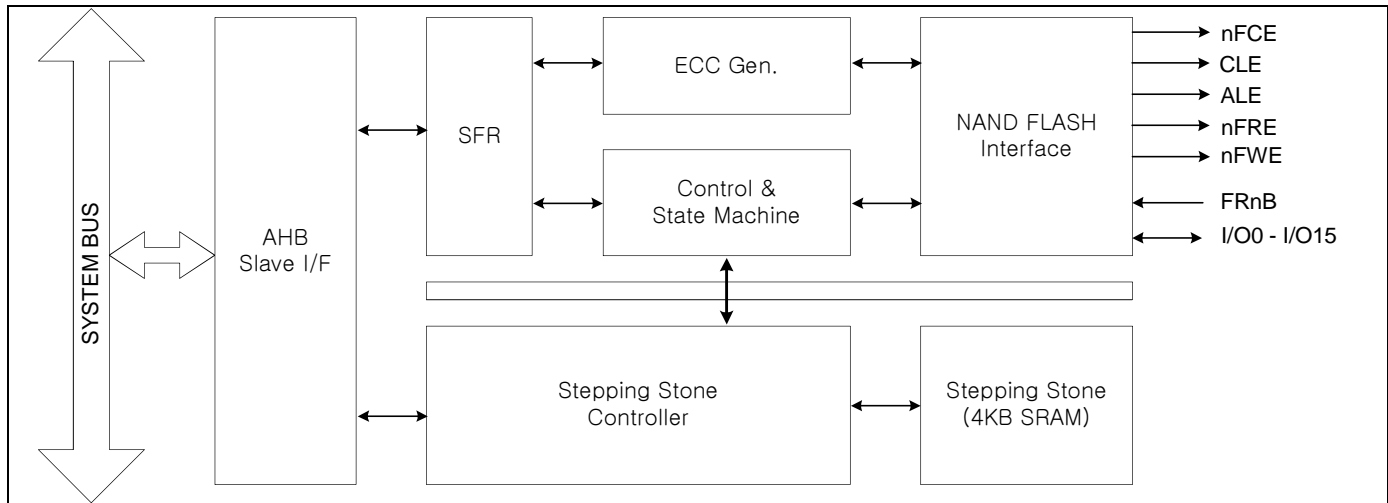 SYSTEM BUS
AHB
Slave I/F
SFR
ECC Gen.
Control &
State Machine
NAND FLASH
Interface
nFCE
CLE
ALE
nFRE
nFWE
FRnB
I/O0 - I/O15
Stepping Stone
Controller
Stepping Stone
(4KB SRAM)